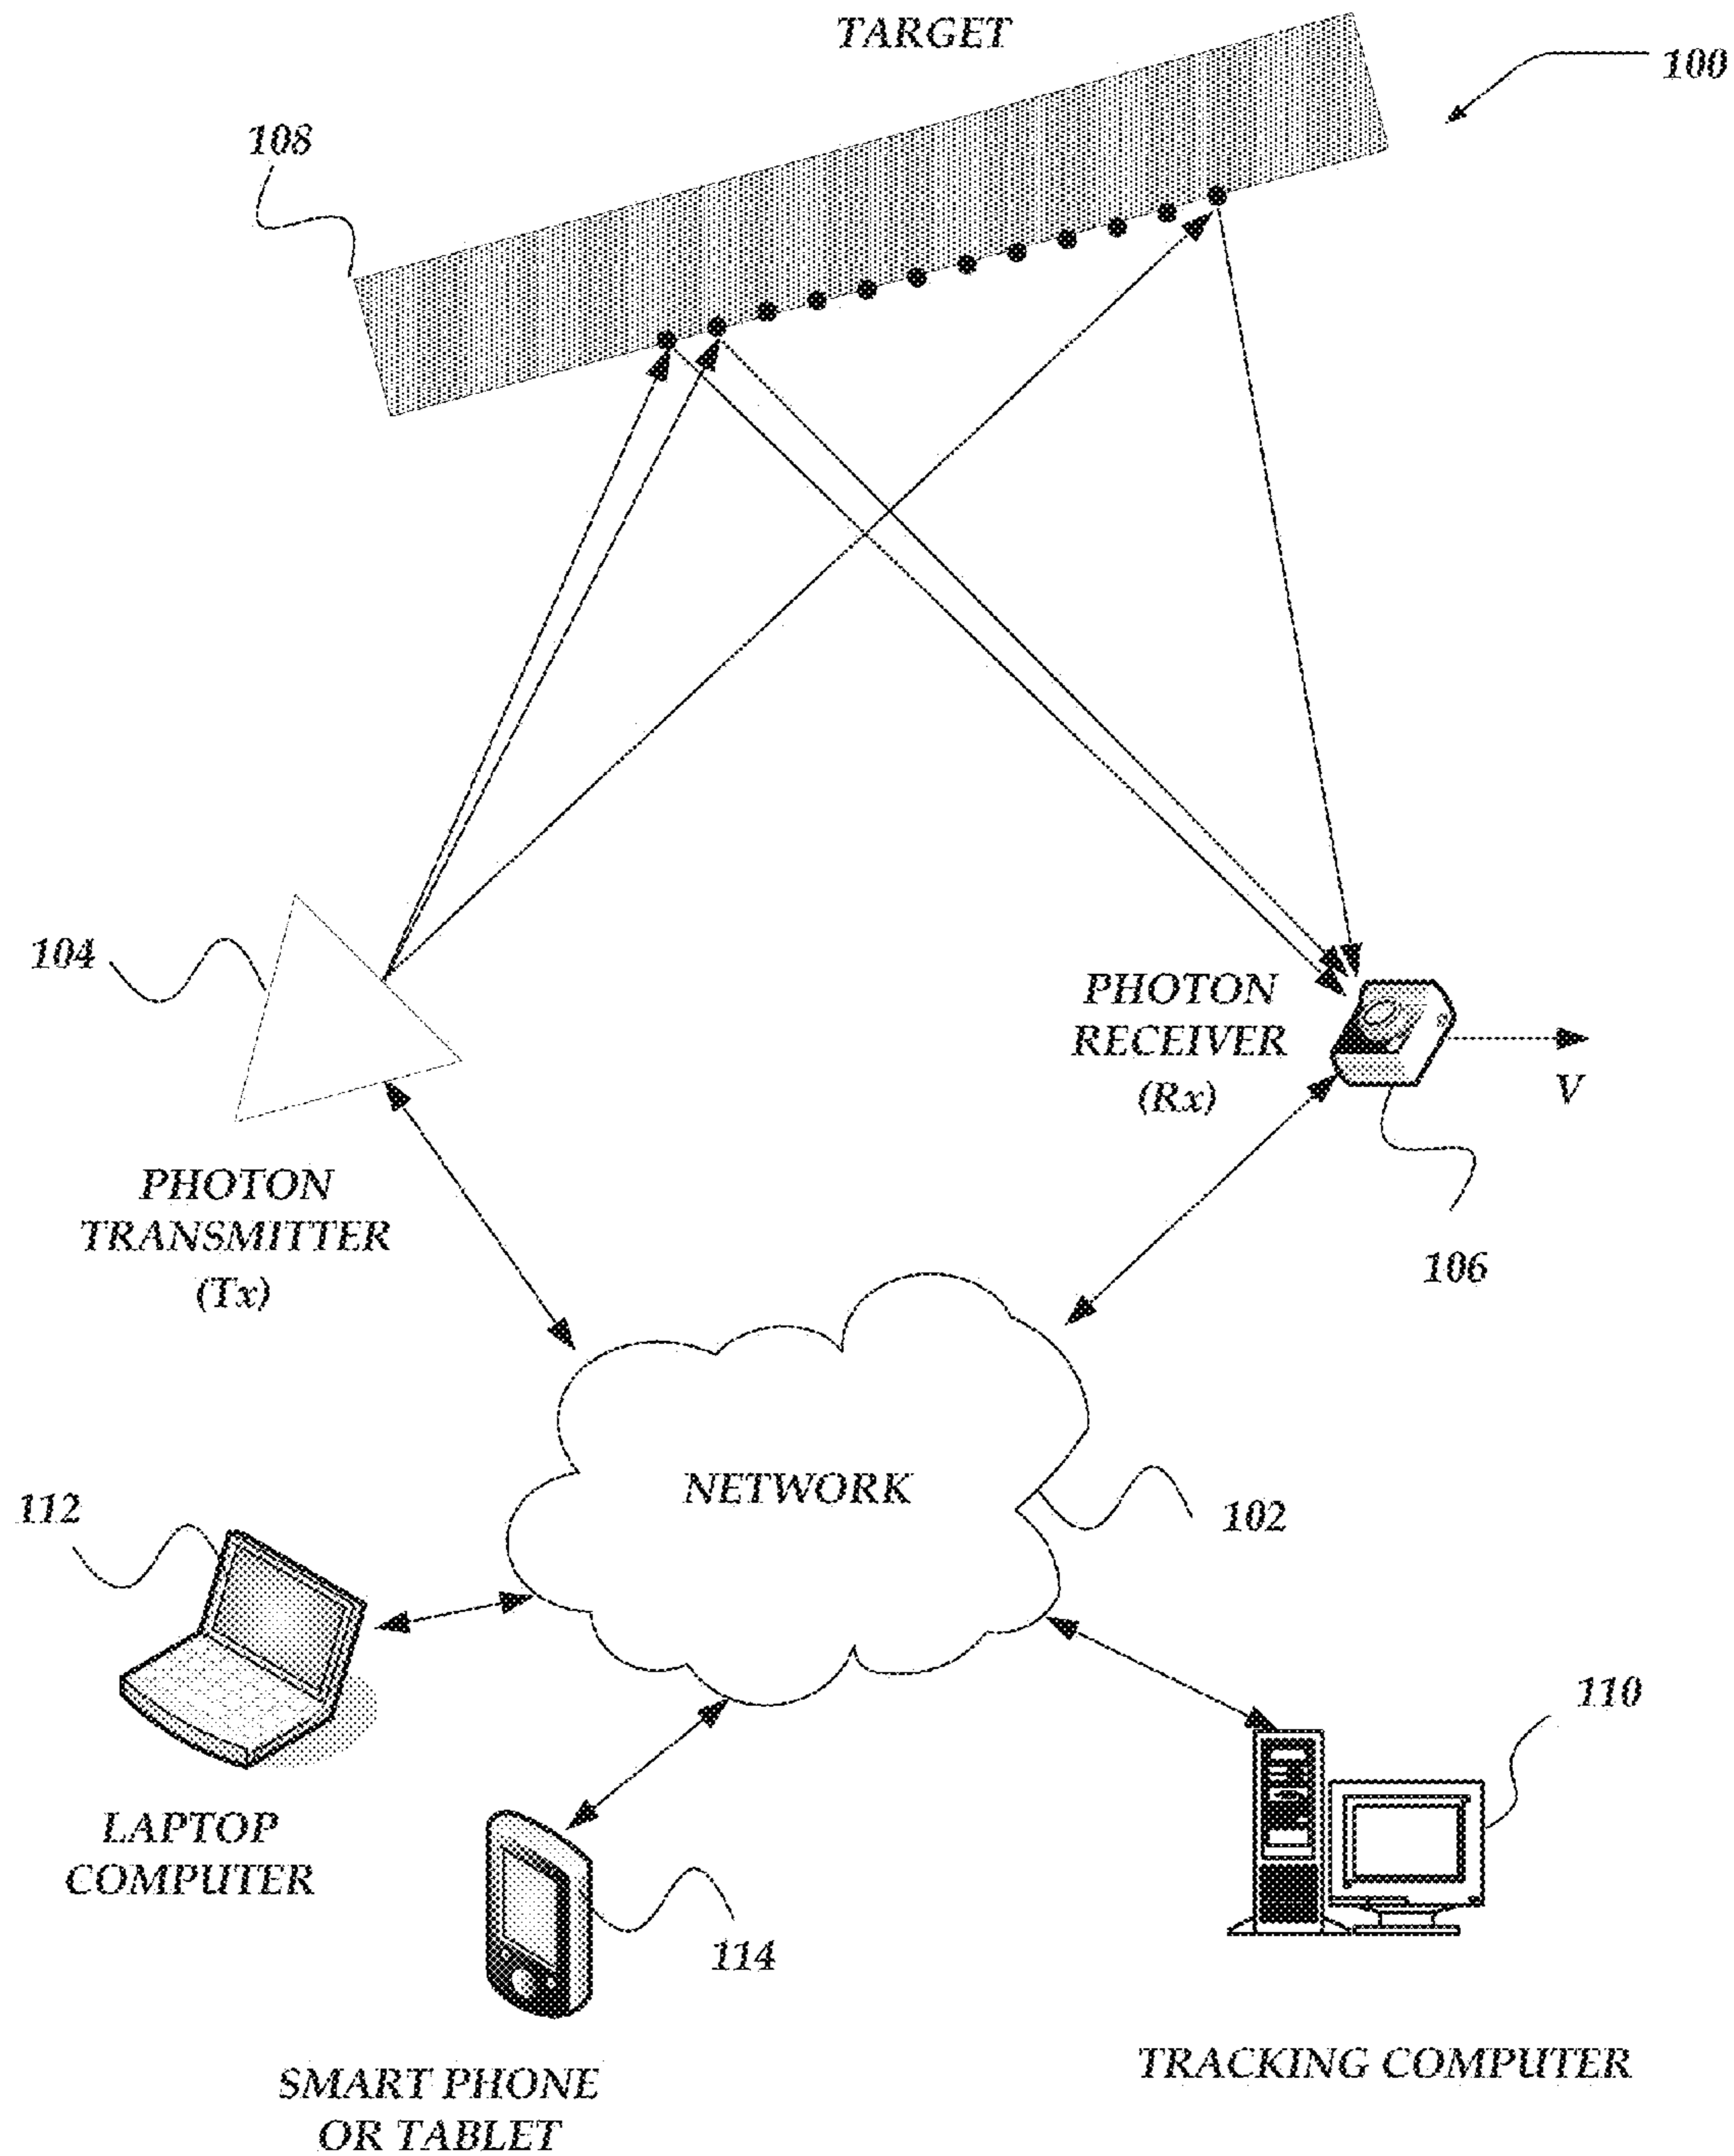 TARGET
100
108
104
PHOTON
RECEIVER
(Rx)
V
PHOTON
TRANSMITTER
(Tx)
106
NETWORK
112
102
110
LAPTOP
COMPUTER
114
SMART PHONE
OR TABLET
TRACKING COMPUTER